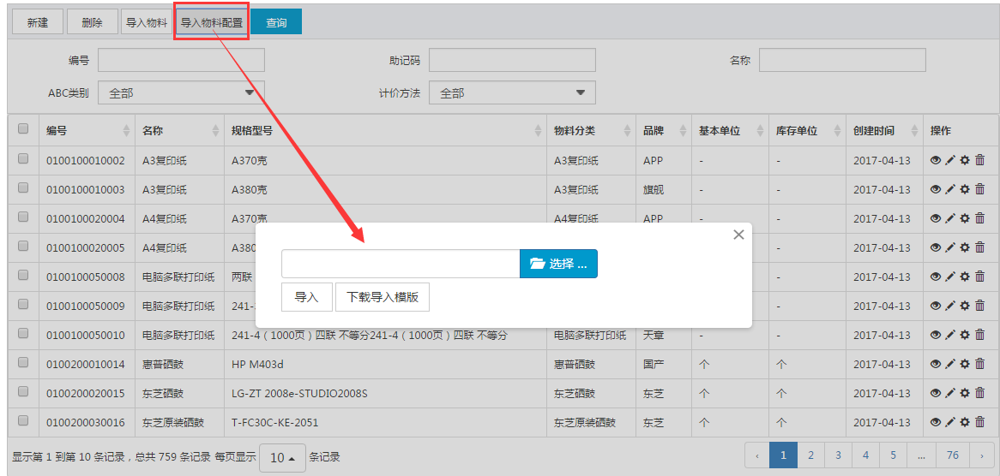 新建 删除 导入物料 导入物料配置 查询
编号 助记码 名称
ABC类别 全部 计价方法 全部
编号 名称 规格型号 物料分类 品牌 基本单位 库存单位 创建时间 操作
0100100010002 A3复印纸 A370克 A3复印纸 APP - - 2017-04-13
0100100010003 A3复印纸 A380克 A3复印纸 旗舰 - - 2017-04-13
0100100020004 A4复印纸 A370克 A4复印纸 APP - - 2017-04-13
×
0100100020005 A4复印纸 A380 2017-04-13
选择 ...
0100100050008 电脑多联打印纸 两联 2017-04-13
导入 下载导入模版
0100100050009 电脑多联打印纸 241- 2017-04-13
0100100050010 电脑多联打印纸 241-4（1000页）四联 不等分241-4（1000页）四联 不等分 电脑多联打印纸 天章 - - 2017-04-13
0100200010014 惠普硒鼓 HP M403d 惠普硒鼓 国产 个 个 2017-04-13
0100200020015 东芝硒鼓 LG-ZT 2008e-STUDIO2008S 东芝硒鼓 东芝 个 个 2017-04-13
0100200030016 东芝原装硒鼓 T-FC30C-KE-2051 东芝原装硒鼓 东芝 个 个 2017-04-13
显示第 1 到第 10 条记录，总共 759 条记录 每页显示 10 条记录 ‹ 1 2 3 4 5 ... 76 ›